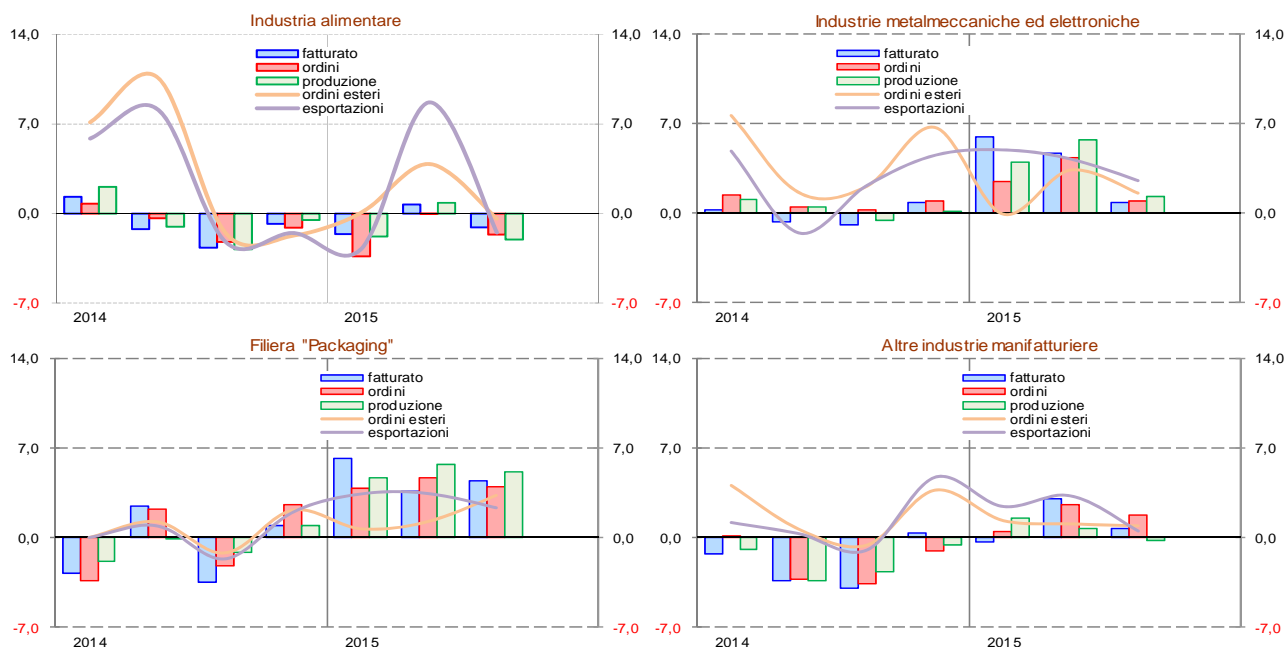 Industria alimentare
14,0
7,0
0,0
-7,0
fatturato
ordini
produzione
ordini esteri
esportazioni
14,0
7,0
0,0
-7,0
2014
2015
Industrie metalmeccaniche ed elettroniche
14,0
7,0
0,0
-7,0
fatturato
ordini
produzione
ordini esteri
esportazioni
14,0
7,0
0,0
-7,0
2014
2015
Filiera "Packaging"
14,0
7,0
0,0
-7,0
fatturato
ordini
produzione
ordini esteri
esportazioni
14,0
7,0
0,0
-7,0
2014
2015
Altre industrie manifatturiere
14,0
7,0
0,0
-7,0
fatturato
ordini
produzione
ordini esteri
esportazioni
14,0
7,0
0,0
-7,0
2014
2015